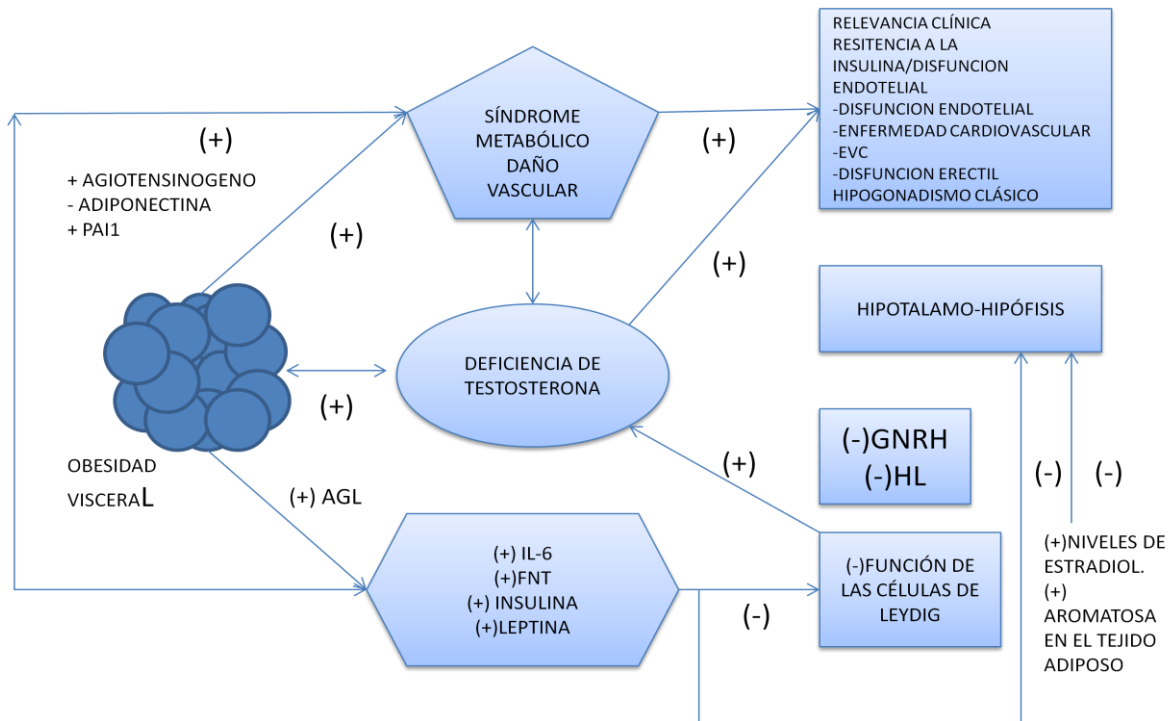 RELEVANCIA CLÍNICA
RESITENCIA A LA
INSULINA/DISFUNCION
ENDOTELIAL
-DISFUNCION ENDOTELIAL
-ENFERMEDAD CARDIOVASCULAR
-EVC
-DISFUNCION ERECTIL
HIPOGONADISMO CLÁSICO
SÍNDROME
METABÓLICO
DAÑO
VASCULAR
(+)
(+)
+ AGIOTENSINOGENO
- ADIPONECTINA
+ PAI1
(+)
(+)
HIPOTALAMO-HIPÓFISIS
DEFICIENCIA DE
TESTOSTERONA
(+)
OBESIDAD
VISCERAL
(+) AGL
(+)
(-)GNRH
(-)HL
(-)
(-)
(+) IL-6
(+)FNT
(+) INSULINA
(+)LEPTINA
(-)
(-)FUNCIÓN DE
LAS CÉLULAS DE
LEYDIG
(+)NIVELES DE
ESTRADIOL.
(+)
AROMATOSA
EN EL TEJIDO
ADIPOSO